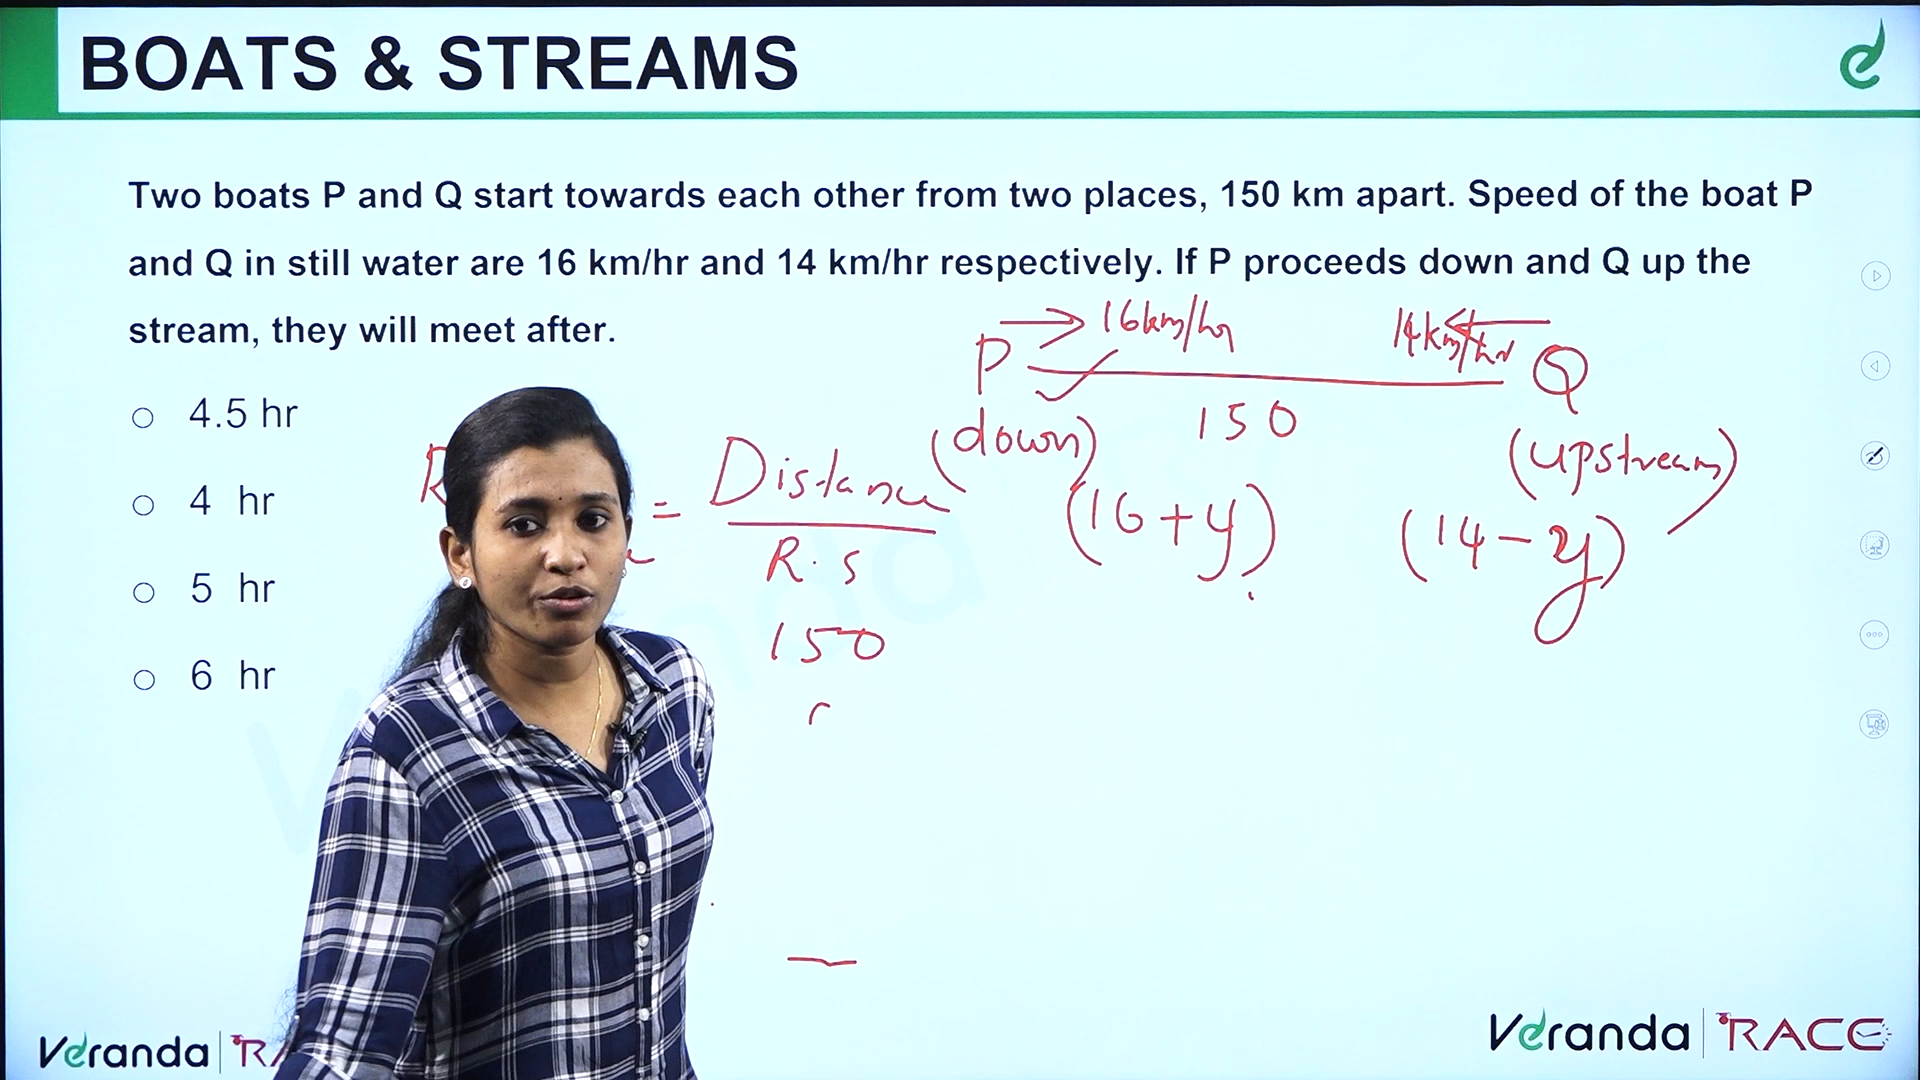 BOATS & STREAMS
Two boats P and Q start towards each other from two places, 150 km apart. Speed of the boat P
and Q in still water are 16 km/hr and 14 km/hr respectively. If P proceeds down and Q up the
stream, they will meet after.
16km/hr
14km/hr
P
Q
150
(down)
(upstream)
(16+y)
(14-y)
4.5 hr
4 hr
5 hr
6 hr
= Distance
R.S
150
Veranda
Veranda RACE